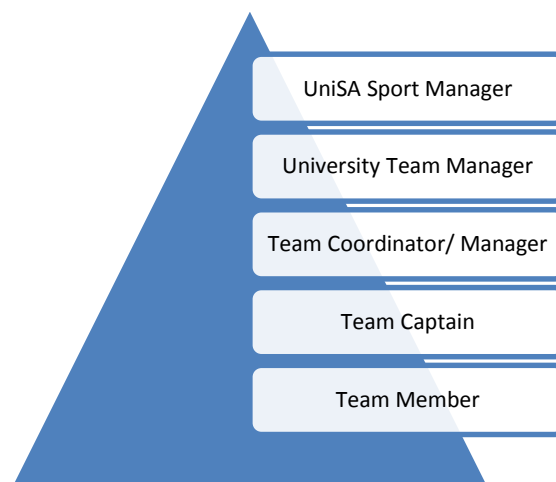 UniSA Sport Manager
University Team Manager
Team Coordinator/ Manager
Team Captain
Team Member